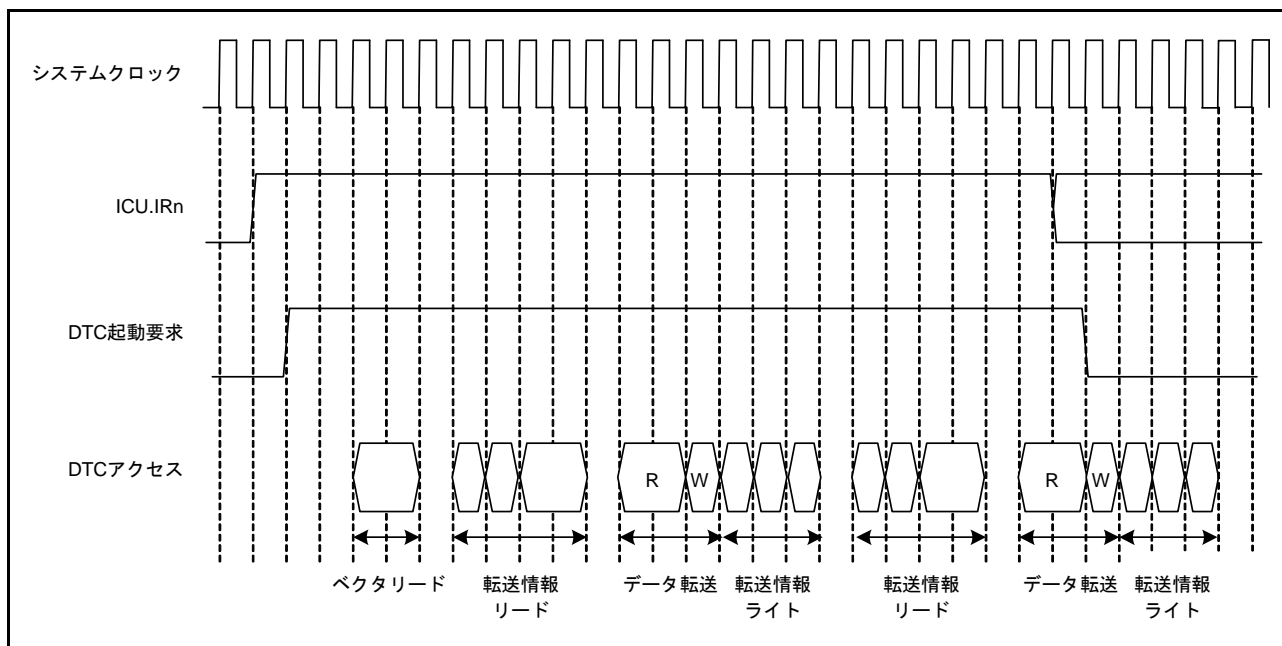 システムクロック
ICU.IRn
DTC起動要求
DTCアクセス
R
W
R
W
ベクタリード
転送情報
リード
データ転送
転送情報
ライト
転送情報
リード
データ転送
転送情報
ライト